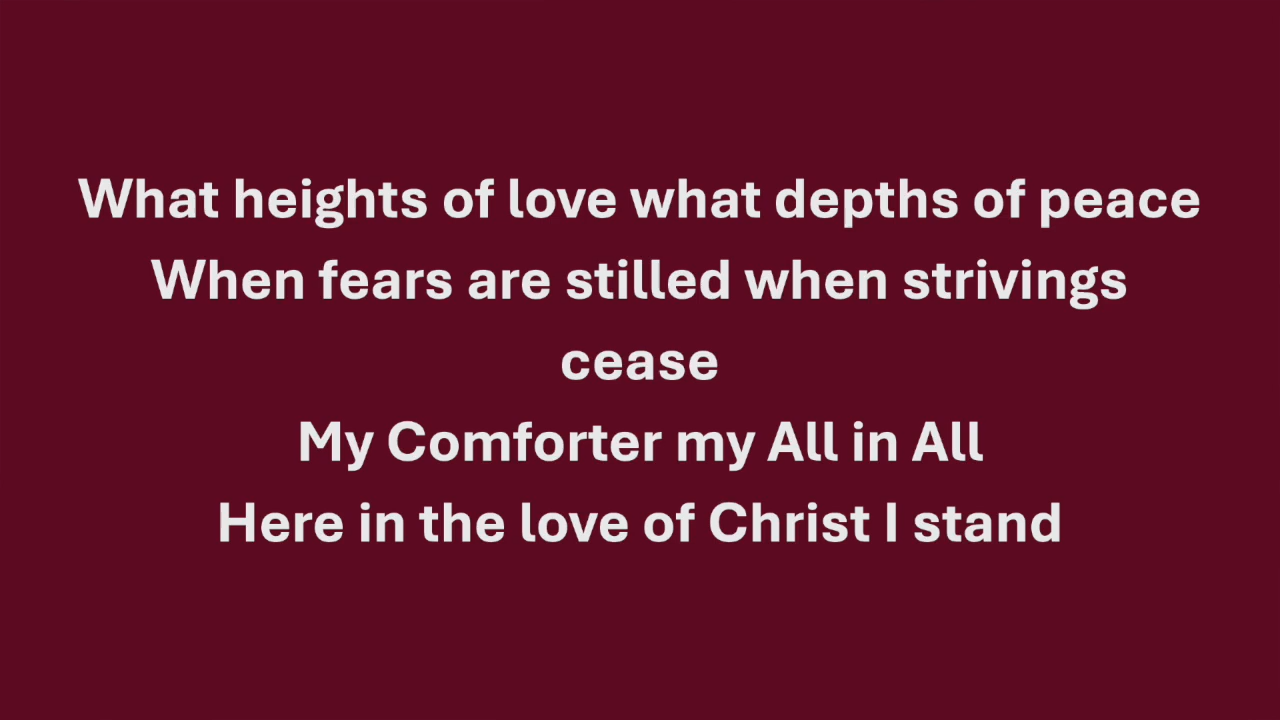 What heights of love what depths of peace
When fears are stilled when strivings
cease
My Comforter my All in All
Here in the love of Christ I stand